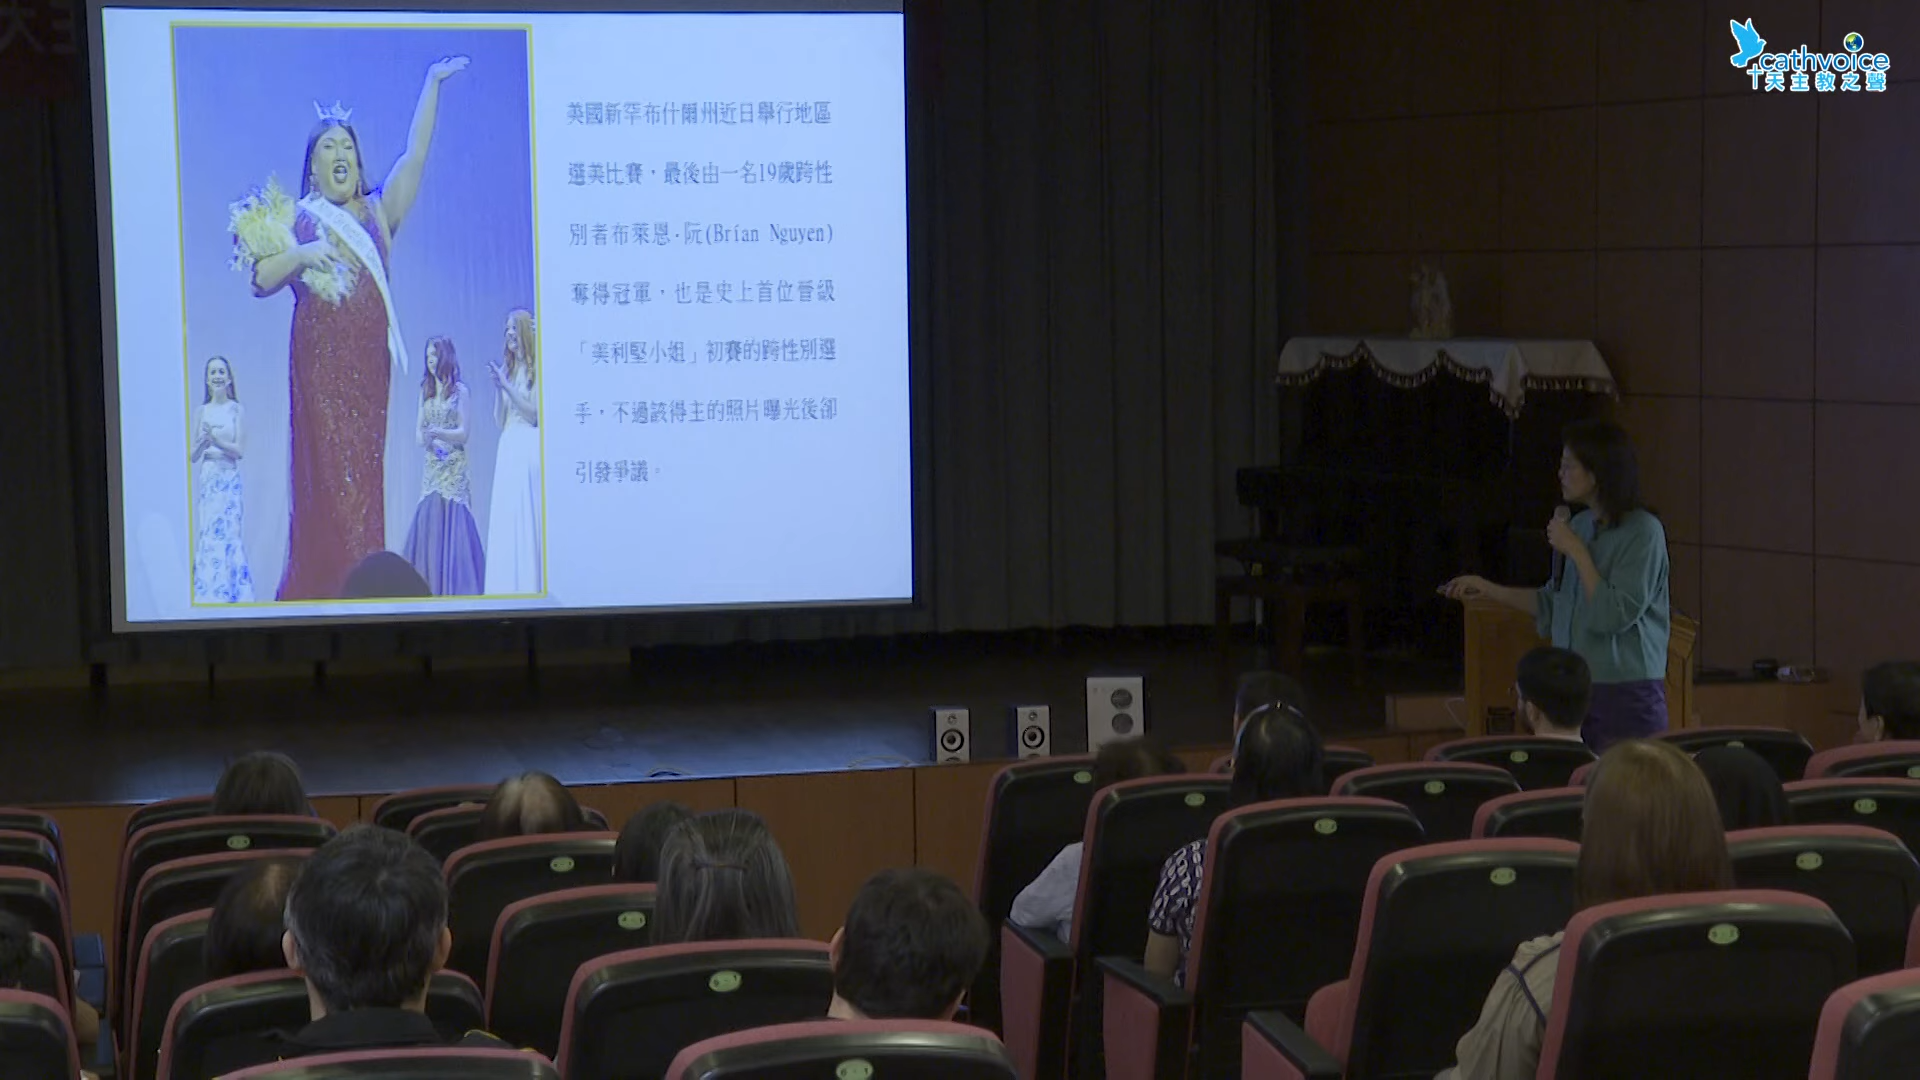 cathvoice
天主教之聲
美國新罕布什爾州近日舉行地區
選美比賽，最後由一名19歲跨性
別者布萊恩·阮(Brían Nguyen)
奪得冠軍，也是史上首位晉級
「美利堅小姐」初賽的跨性別選
手，不過該得主的照片曝光後卻
引發爭議。